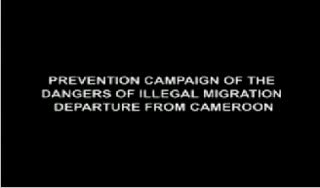 PREVENTION CAMPAIGN OF THE
DANGERS OF ILLEGAL MIGRATION
DEPARTURE FROM CAMEROON